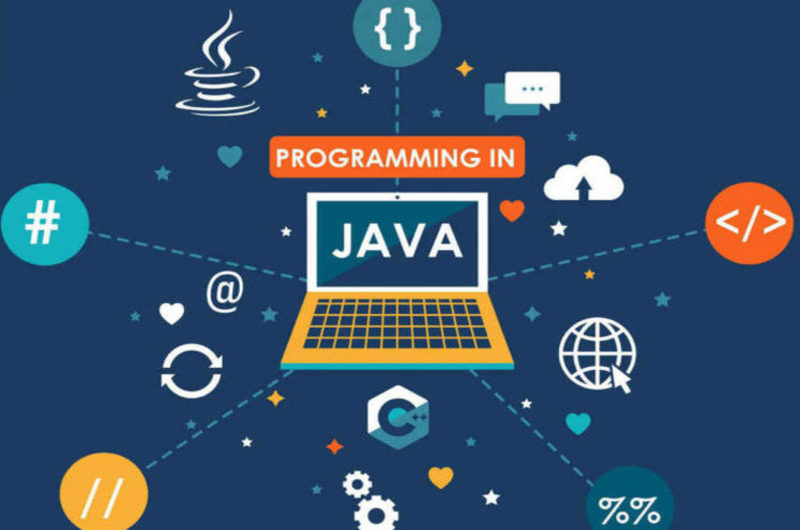 { }
PROGRAMMING IN
JAVA
#
</>
@
C++
//
%%